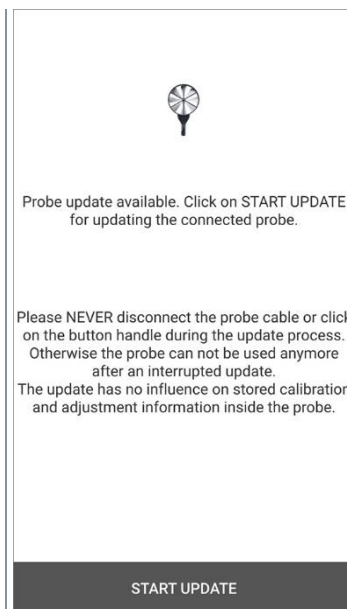 Probe update available. Click on START UPDATE
for updating the connected probe.
Please NEVER disconnect the probe cable or click
on the button handle during the update process.
Otherwise the probe can not be used anymore
after an interrupted update.
The update has no influence on stored calibration
and adjustment information inside the probe.
START UPDATE